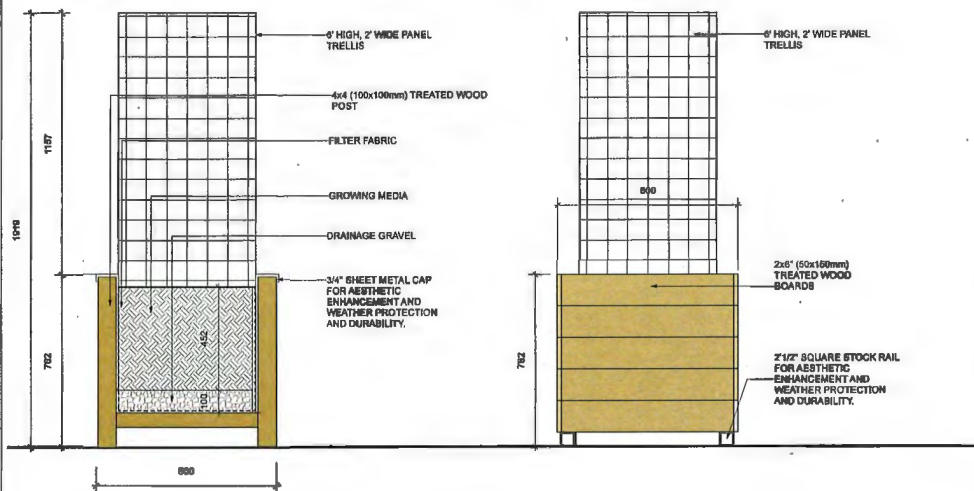 6' HIGH, 2' WIDE PANEL
TRELLIS
4x4 (100x100mm) TREATED WOOD
POST
FILTER FABRIC
GROWING MEDIA
DRAINAGE GRAVEL
3/4" SHEET METAL CAP
FOR AESTHETIC
ENHANCEMENT AND
WEATHER PROTECTION
AND DURABILITY.
1157
1919
762
452
100
600
6' HIGH, 2' WIDE PANEL
TRELLIS
600
2x6" (50x150mm)
TREATED WOOD
BOARDS
762
2'1/2" SQUARE STOCK RAIL
FOR AESTHETIC
ENHANCEMENT AND
WEATHER PROTECTION
AND DURABILITY.